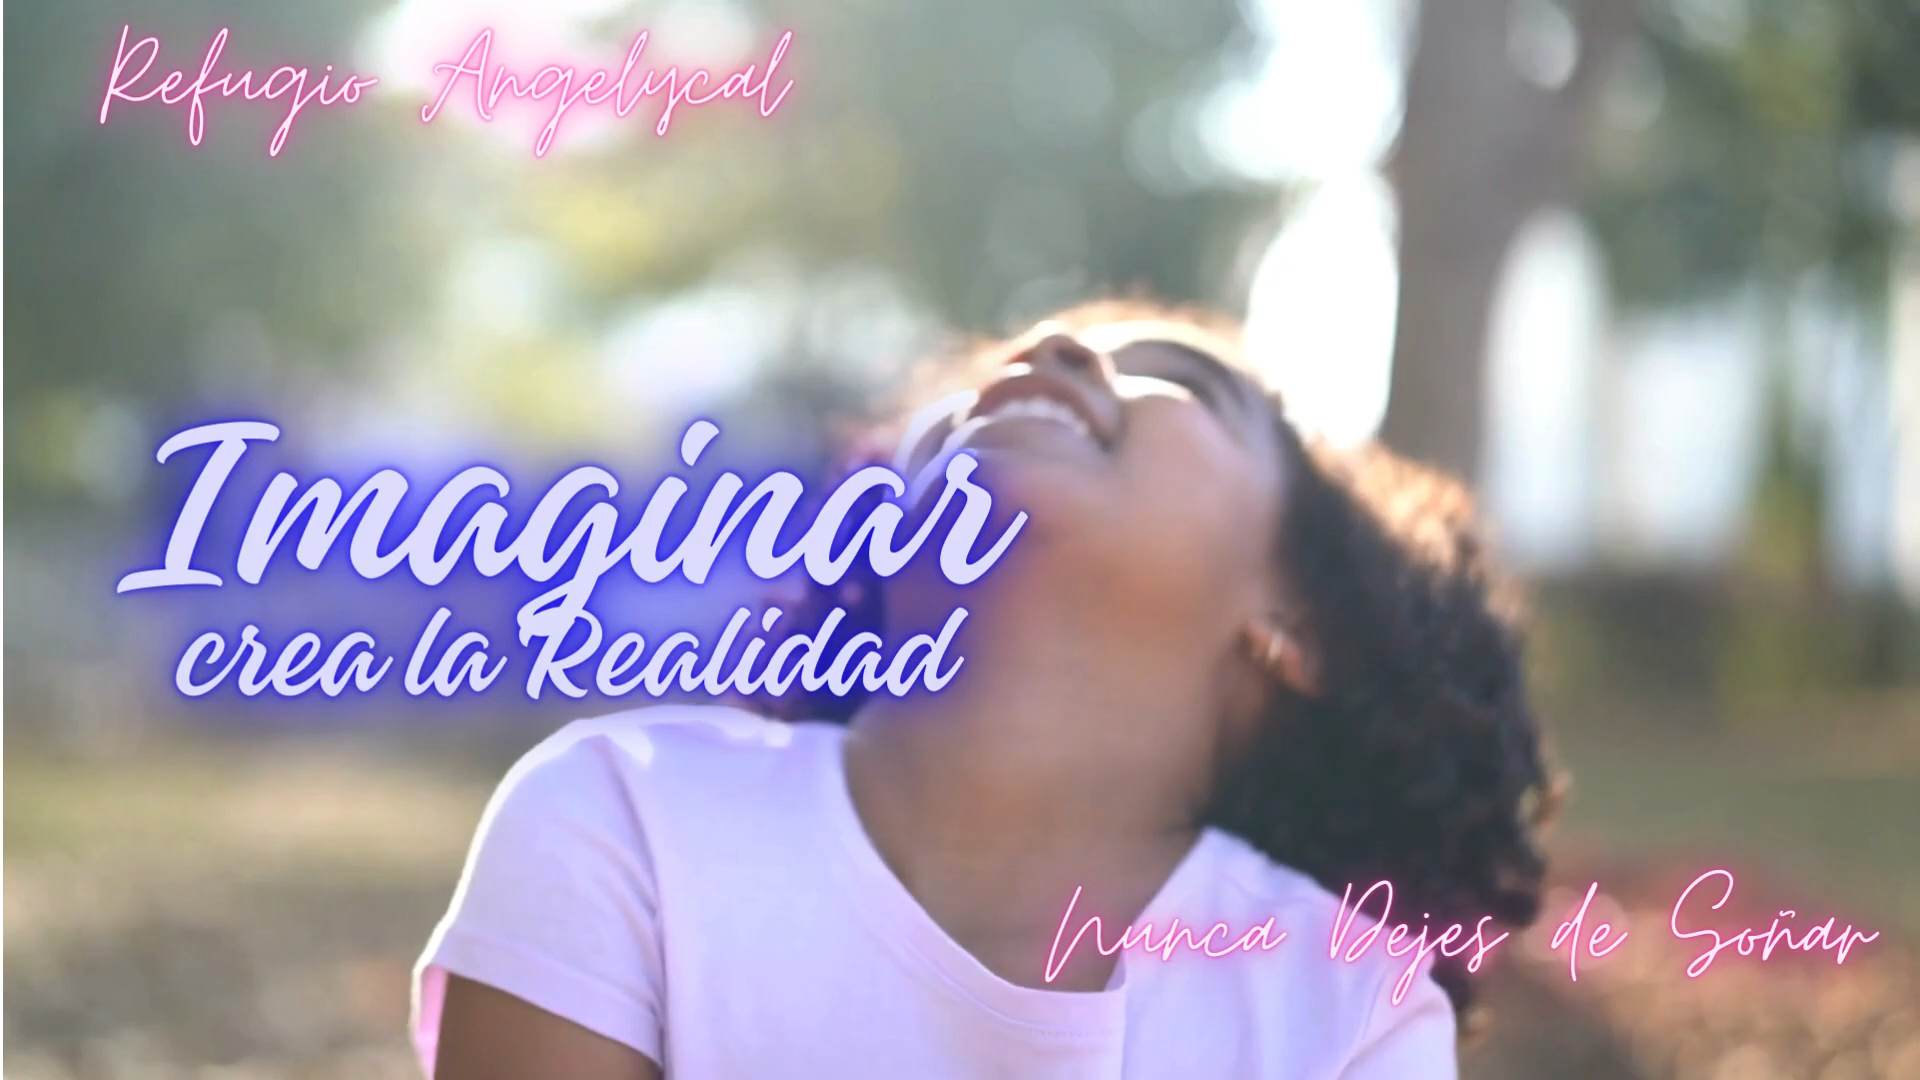 Refugio Angelycal
Imaginar
crea la Realidad
Nunca Dejes de Soñar